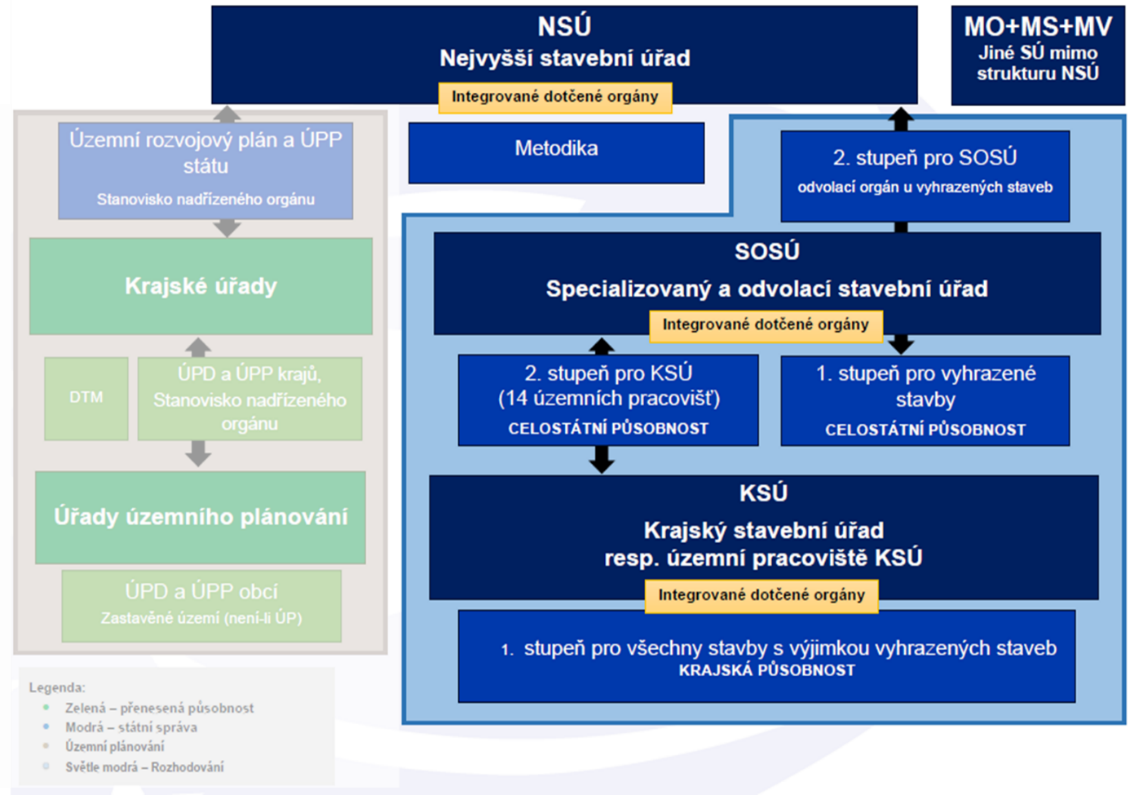 NSÚ
Nejvyšší stavební úřad
Integrované dotčené orgány
MO+MS+MV
Jiné SÚ mimo
strukturu NSÚ
Územní rozvojový plán a ÚPP
státu
Stanovisko nadřízeného orgánu
Metodika
2. stupeň pro SOSÚ
odvolací orgán u vyhrazených staveb
Krajské úřady
SOSÚ
Specializovaný a odvolací stavební úřad
Integrované dotčené orgány
DTM
ÚPD a ÚPP krajů,
Stanovisko nadřízeného
orgánu
2. stupeň pro KSÚ
(14 územních pracovišť)
CELOSTÁTNÍ PŮSOBNOST
1. stupeň pro vyhrazené
stavby
CELOSTÁTNÍ PŮSOBNOST
Úřady územního plánování
KSÚ
Krajský stavební úřad
resp. územní pracoviště KSÚ
Integrované dotčené orgány
ÚPD a ÚPP obcí
Zastavěné území (není-li ÚP)
1. stupeň pro všechny stavby s výjimkou vyhrazených staveb
KRAJSKÁ PŮSOBNOST
Legenda:
Zelená – přenesená působnost
Modrá – státní správa
Územní plánování
Světle modrá – Rozhodování